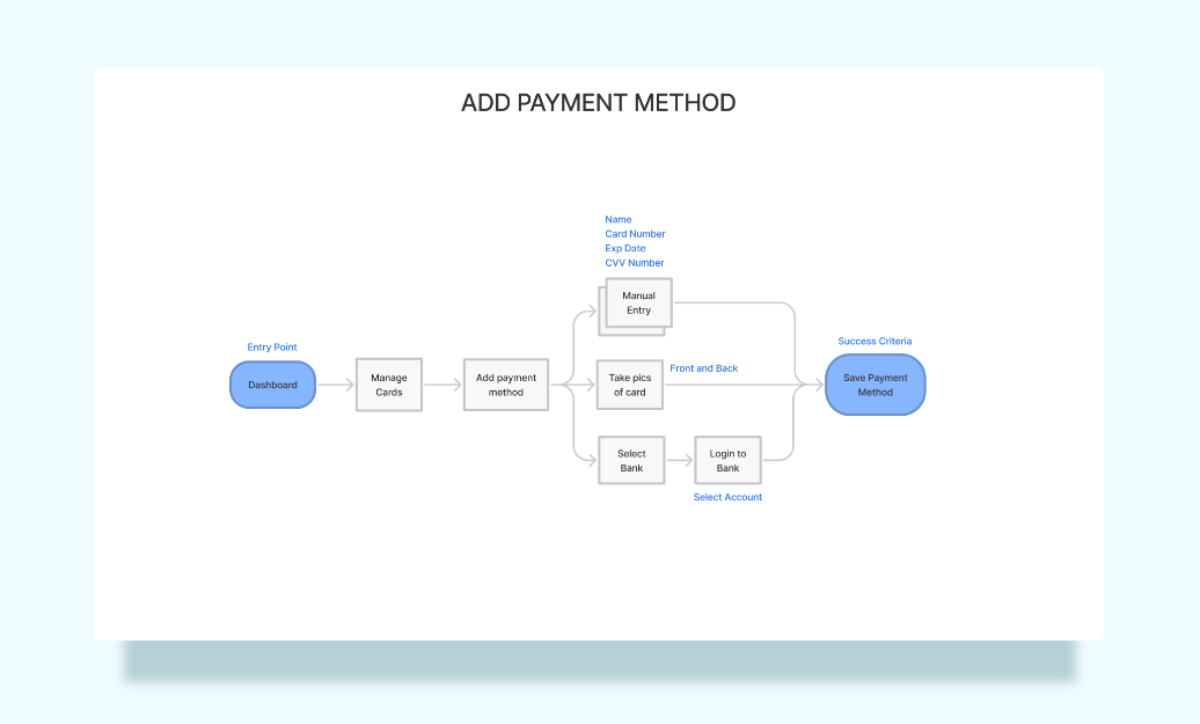 ADD PAYMENT METHOD
Name
Card Number
Exp Date
CVV Number
Manual
Entry
Entry Point
Dashboard
Manage
Cards
Add payment
method
Take pics
of card
Front and Back
Success Criteria
Save Payment
Method
Select
Bank
Login to
Bank
Select Account